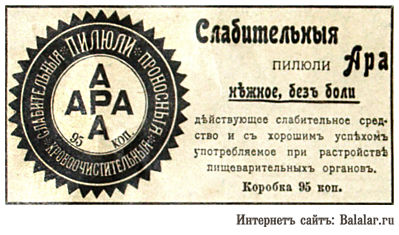 СЛАБИТЕЛЬНЫЯ ПИЛЮЛИ ПРОНОСНЫЯ
КРОВООЧИСТИТЕЛЬНЫЯ
А
АРА
А
95 коп.
Слабительныя
ПИЛЮЛИ Ара
нѣжное, безъ боли
дѣйствующее слабительное сред-
ство и съ хорошимъ успѣхомъ
употребляемое при растройствѣ
пищеварительныхъ органовъ.
Коробка 95 коп.
Интернетъ сайтъ: Balalar.ru